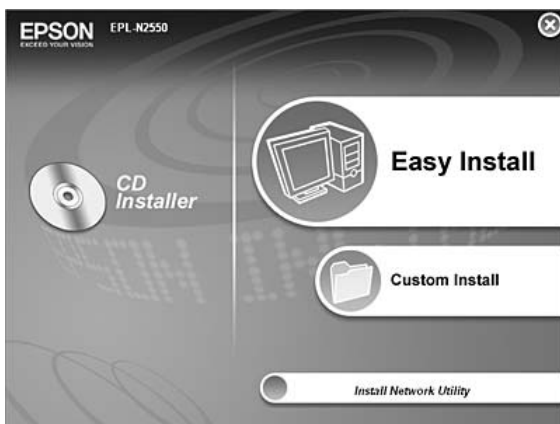 EPSON
EXCEED YOUR VISION
EPL-N2550
CD
Installer
Easy Install
Custom Install
Install Network Utility